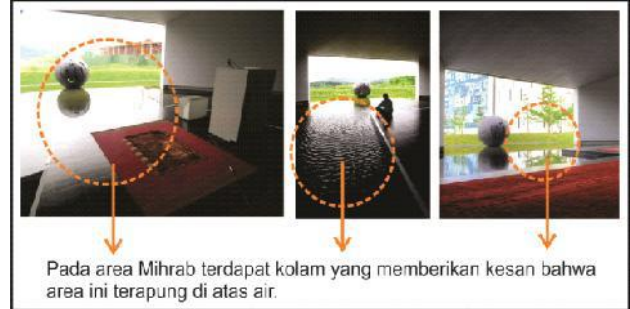 Pada area Mihrab terdapat kolam yang memberikan kesan bahwa
area ini terapung di atas air.